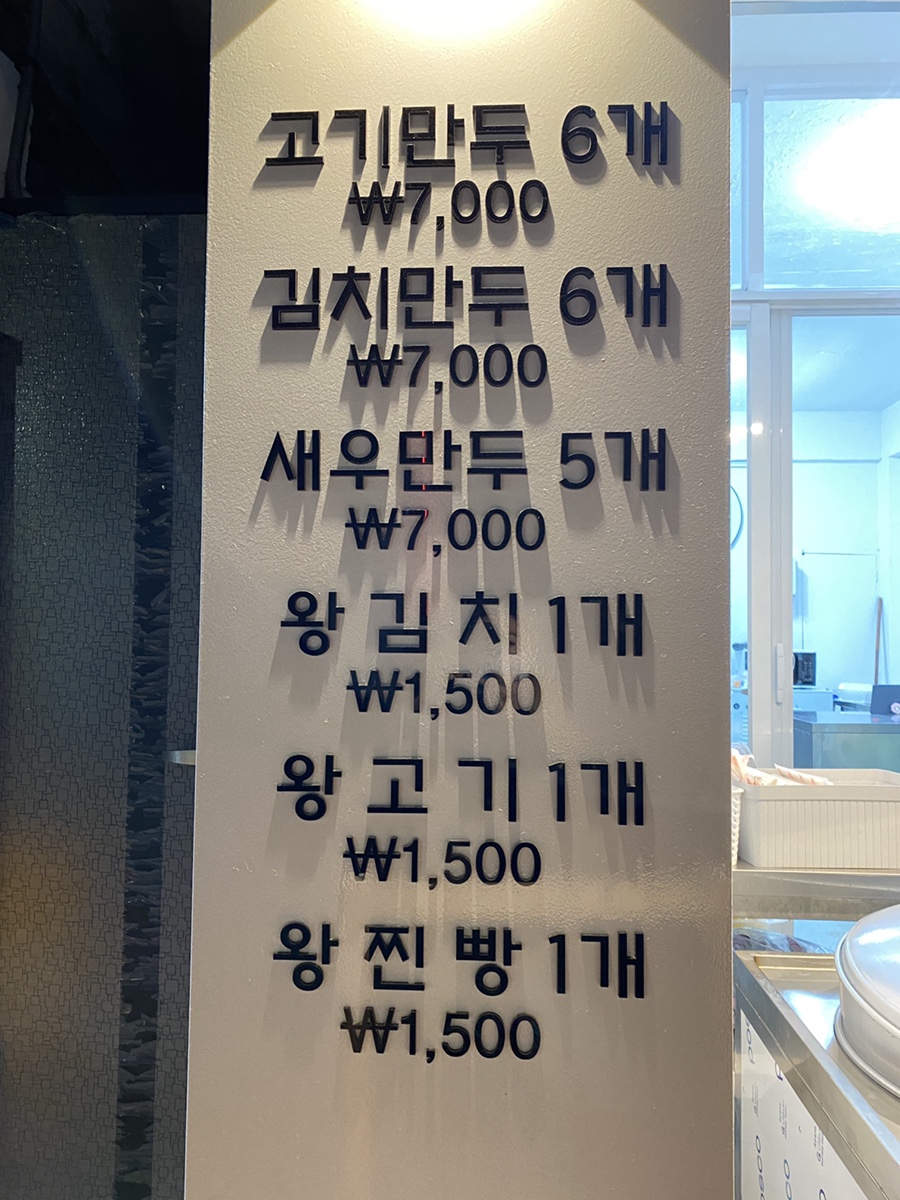 고기만두 6개
₩7,000
김치만두 6개
₩7,000
새우만두 5개
₩7,000
왕 김 치 1개
₩1,500
왕 고 기 1개
₩1,500
왕 찐 빵 1개
₩1,500